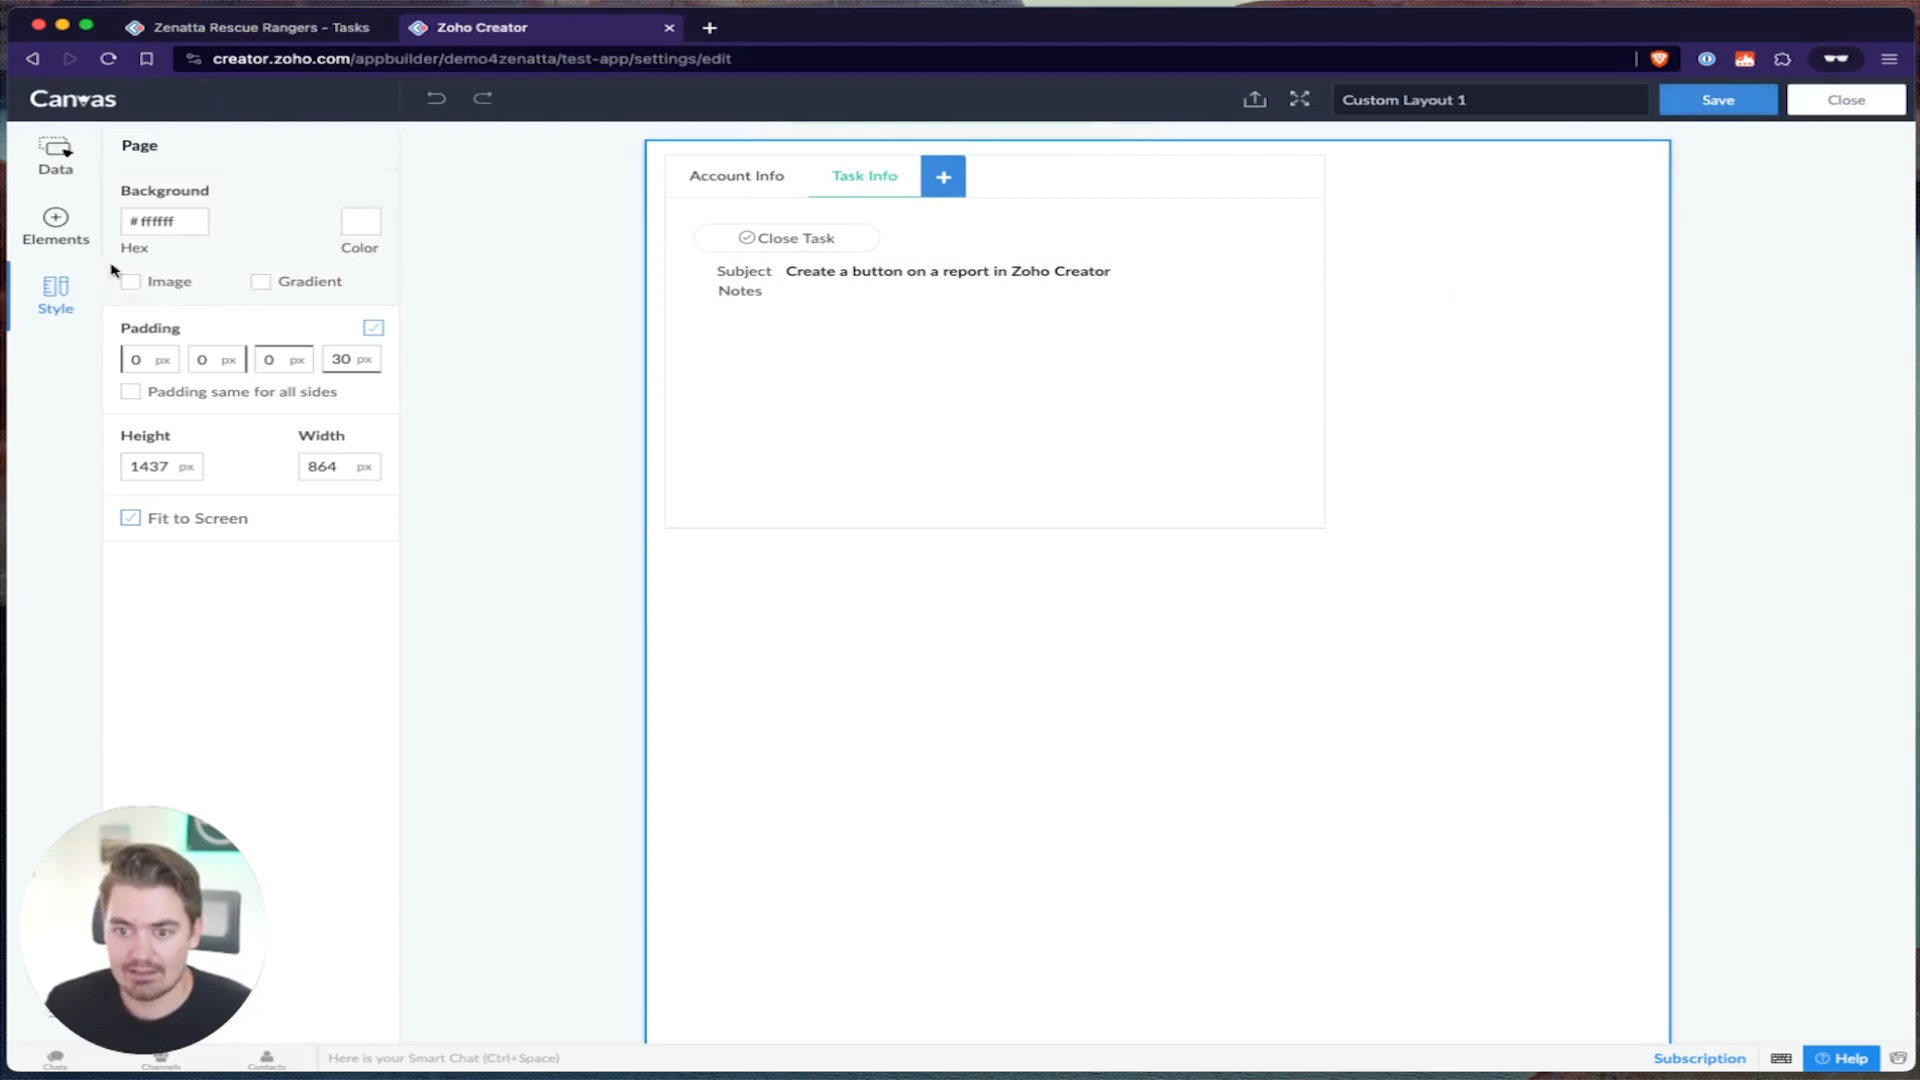 Zenatta Rescue Rangers - Tasks
Zoho Creator
creator.zoho.com/appbuilder/demo4zenatta/test-app/settings/edit
Canvas
Custom Layout 1
Save
Close
Data
Elements
Style
Page
Background
# ffffff
Hex
Color
Image
Gradient
Padding
0 px
0 px
0 px
30 px
Padding same for all sides
Height
Width
1437 px
864 px
Fit to Screen
Account Info
Task Info
Close Task
Subject Create a button on a report in Zoho Creator
Notes
Chats
Channels
Contacts
Here is your Smart Chat (Ctrl+Space)
Subscription
Help